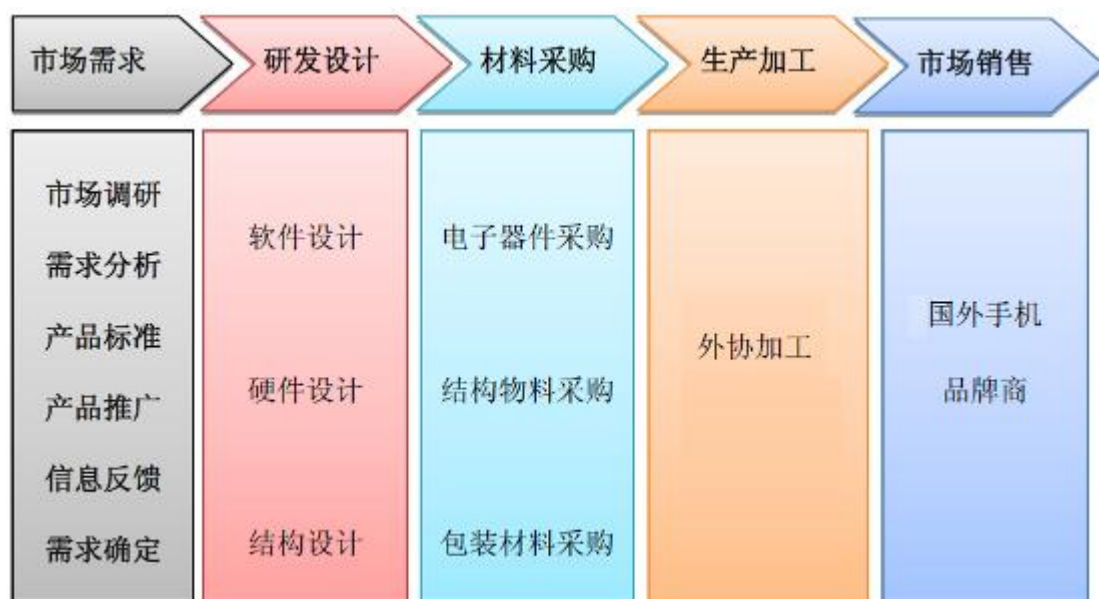 市场需求
研发设计
材料采购
生产加工
市场销售
市场调研
需求分析
产品标准
产品推广
信息反馈
需求确定
软件设计
硬件设计
结构设计
电子器件采购
结构物料采购
包装材料采购
外协加工
国外手机
品牌商